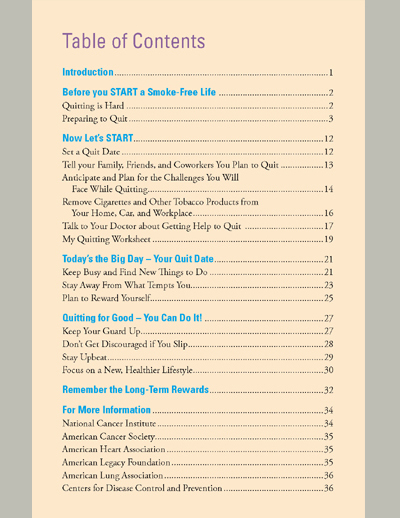 Table of Contents
Introduction 1
Before you START a Smoke-Free Life 2
Quitting is Hard 2
Preparing to Quit 3
Now Let's START 12
Set a Quit Date 12
Tell your Family, Friends, and Coworkers You Plan to Quit 13
Anticipate and Plan for the Challenges You Will
Face While Quitting 14
Remove Cigarettes and Other Tobacco Products from
Your Home, Car, and Workplace 16
Talk to Your Doctor about Getting Help to Quit 17
My Quitting Worksheet 19
Today's the Big Day – Your Quit Date 21
Keep Busy and Find New Things to Do 21
Stay Away From What Tempts You 23
Plan to Reward Yourself 25
Quitting for Good – You Can Do It! 27
Keep Your Guard Up 27
Don't Get Discouraged if You Slip 28
Stay Upbeat 29
Focus on a New, Healthier Lifestyle 30
Remember the Long-Term Rewards 32
For More Information 34
National Cancer Institute 34
American Cancer Society 35
American Heart Association 35
American Legacy Foundation 35
American Lung Association 36
Centers for Disease Control and Prevention 36